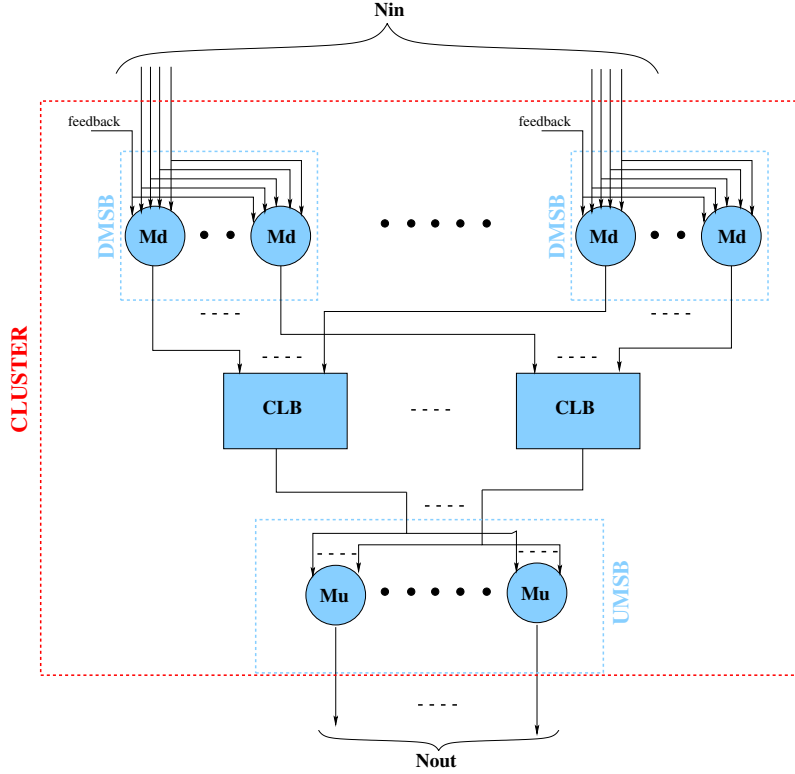 Nin
feedback
feedback
DMSB
DMSB
Md
Md
Md
Md
CLUSTER
CLB
CLB
UMSB
Mu
Mu
Nout